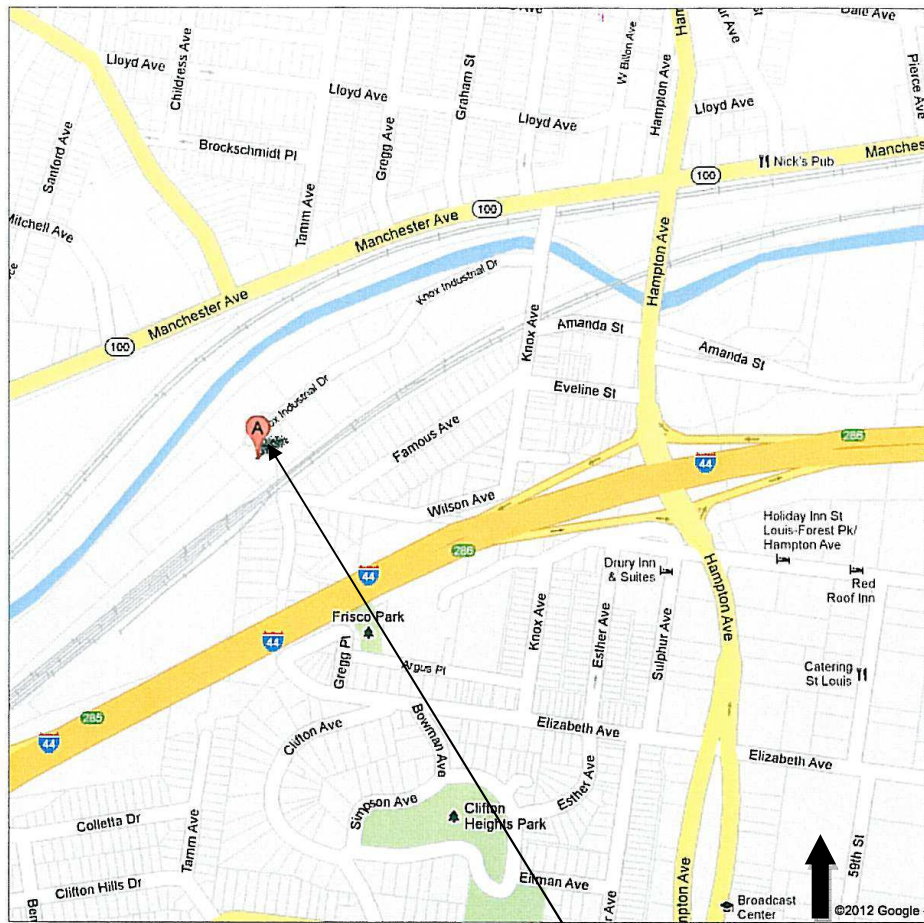 Dale Ave
Lloyd Ave
Childress Ave
Lloyd Ave
Graham St
W Billon Ave
Hampton Ave
Lloyd Ave
Pierce Ave
Lloyd Ave
Sanford Ave
Brockschmidt Pl
Gregg Ave
Nick's Pub
Manches
100
100
Tamm Ave
Mitchell Ave
Manchester Ave
Knox Industrial Dr
Hampton Ave
Manchester Ave
100
Knox Ave
Amanda St
Amanda St
Eveline St
ox Industrial Dr
A
Famous Ave
286
44
Wilson Ave
Holiday Inn St
Louis-Forest Pk/
Hampton Ave
286
Drury Inn
& Suites
Red
Roof Inn
44
Hampton Ave
Frisco Park
44
Gregg Pl
Argus Pl
Knox Ave
Esther Ave
Sulphur Ave
Catering
St Louis
285
44
Clifton Ave
Bowman Ave
Elizabeth Ave
Elizabeth Ave
Simpson Ave
Esther Ave
Clifton
Heights Park
Colletta Dr
Tamm Ave
59th St
Clifton Hills Dr
Eitman Ave
mpton Ave
Broadcast
Center
©2012 Google